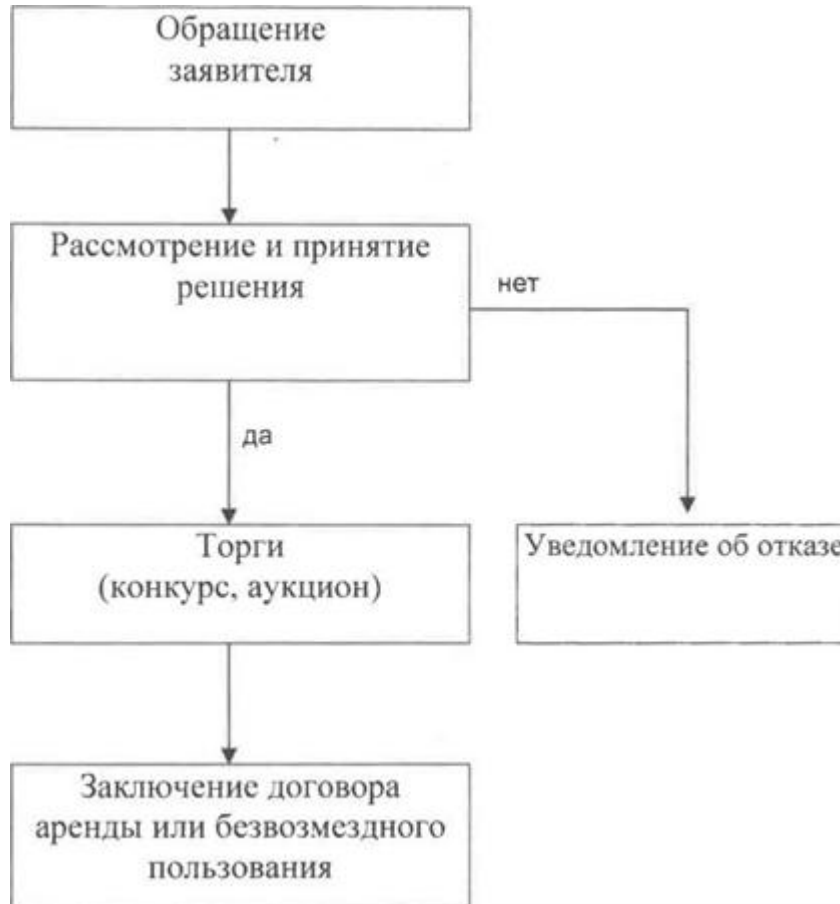 Обращение
заявителя
Рассмотрение и принятие
решения
нет
да
Торги
(конкурс, аукцион)
Уведомление об отказе
Заключение договора
аренды или безвозмездного
пользования